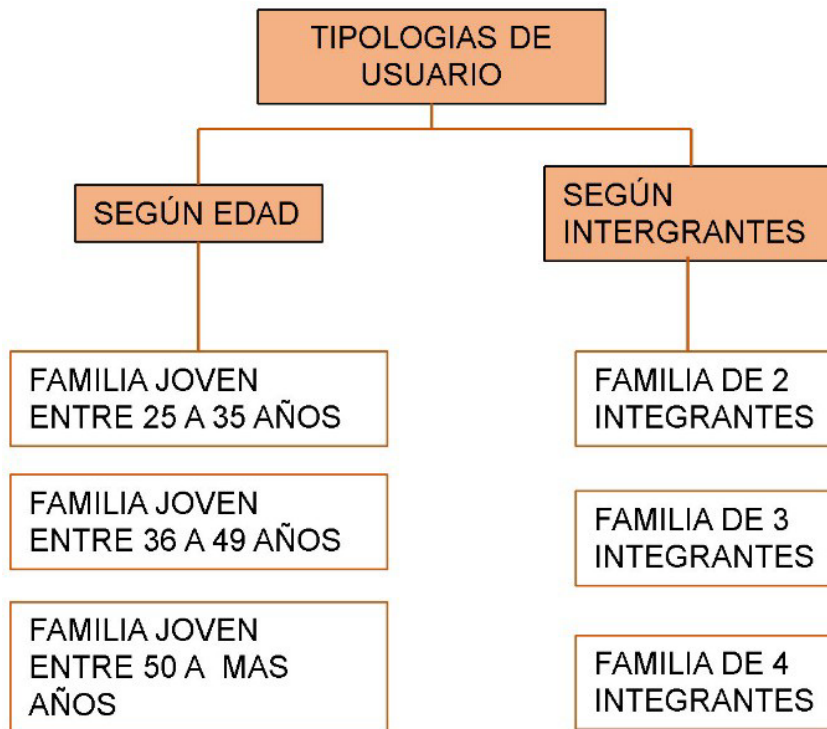 TIPOLOGIAS DE
USUARIO
SEGÚN EDAD
SEGÚN
INTERGRANTES
FAMILIA JOVEN
ENTRE 25 A 35 AÑOS
FAMILIA JOVEN
ENTRE 36 A 49 AÑOS
FAMILIA JOVEN
ENTRE 50 A MAS
AÑOS
FAMILIA DE 2
INTEGRANTES
FAMILIA DE 3
INTEGRANTES
FAMILIA DE 4
INTEGRANTES